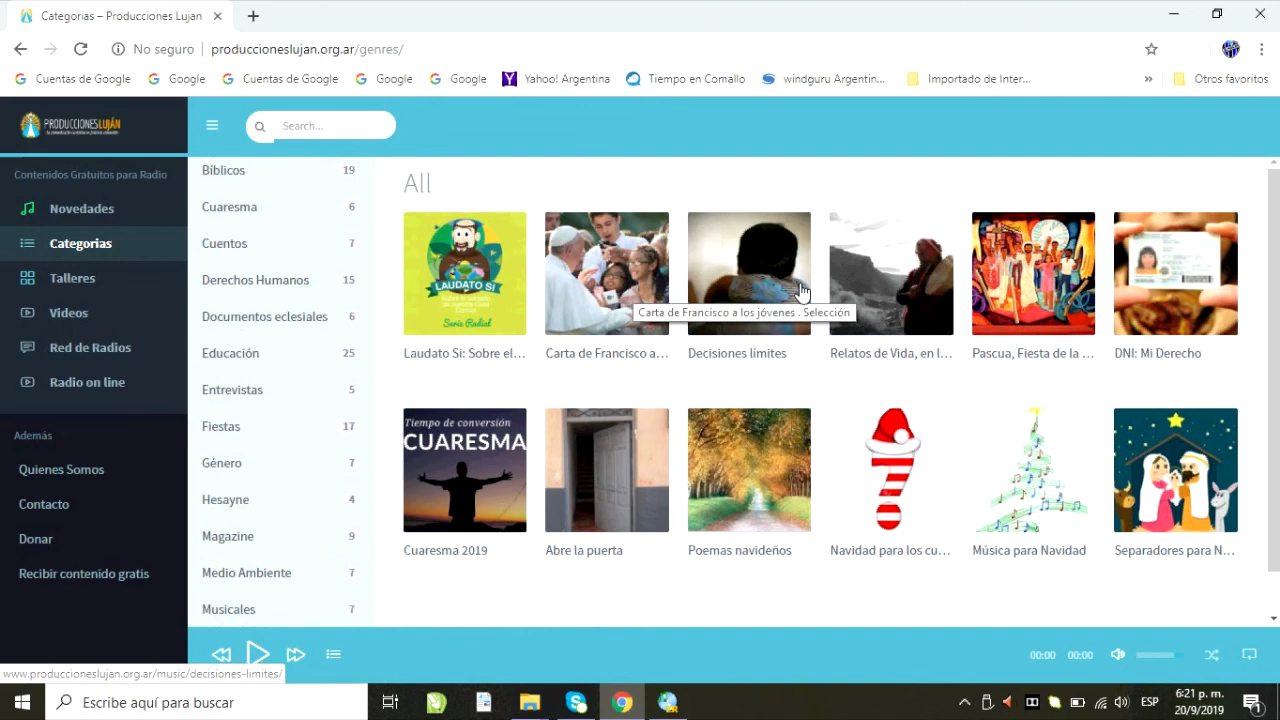 Categorias – Producciones Lujan
No seguro
produccioneslujan.org.ar/genres/
Cuentas de Google
Google
Cuentas de Google
Google
Google
Yahoo! Argentina
Tiempo en Comallo
windguru Argentin...
Importado de Inter...
»
Otros favoritos
PRODUCCIONESLUJÁN
Search...
Contenidos Gratuitos para Radio
Novedades
Categorias
Talleres
Videos
Red de Radios
Radio on line
Además
Quienes Somos
Contacto
Donar
Recibir contenido gratis
Bíblicos 19
Cuaresma 6
Cuentos 7
Derechos Humanos 15
Documentos eclesiales 6
Educación 25
Entrevistas 5
Fiestas 17
Género 7
Hesayne 4
Magazine 9
Medio Ambiente 7
Musicales 7
All
LAUDATO SI
Serie Radial
Carta de Francisco a los jóvenes . Selección
Laudato Si: Sobre el...
Carta de Francisco a...
Decisiones límites
Relatos de Vida, en l...
Pascua, Fiesta de la ...
DNI: Mi Derecho
Tiempo de conversión
CUARESMA
Cuaresma 2019
Abre la puerta
Poemas navideños
Navidad para los cu...
Música para Navidad
Separadores para N...
00:00 00:00
www.produccioneslujan.org.ar/music/decisiones-limites/
Escribe aquí para buscar
ESP
6:21 p. m.
20/9/2019
1